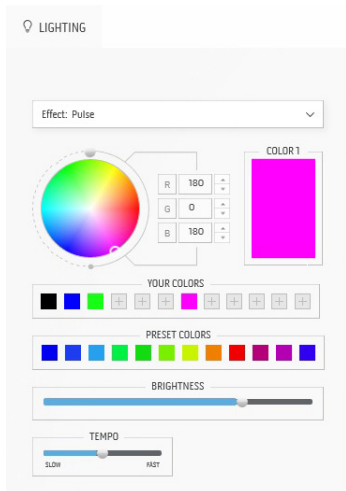 LIGHTING
Effect: Pulse
COLOR 1
R 180
G 0
B 180
YOUR COLORS
PRESET COLORS
BRIGHTNESS
TEMPO
SLOW FAST